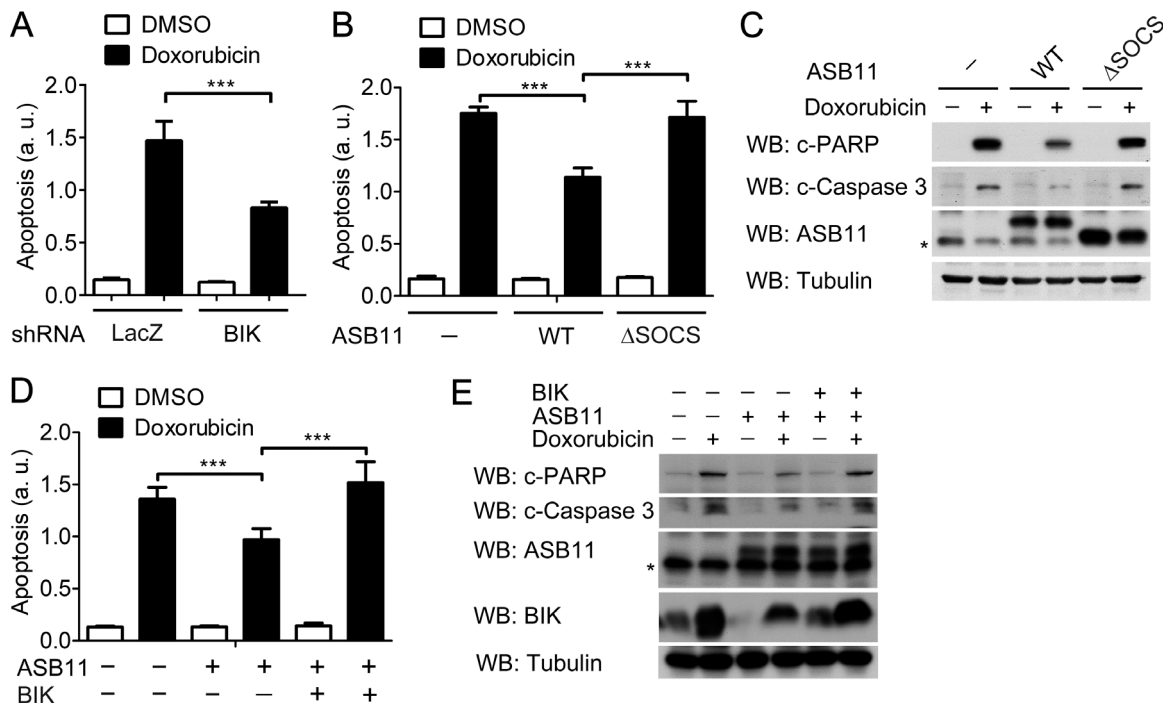 A
DMSO
Doxorubicin
***
Apoptosis (a. u.)
2.0
1.5
1.0
0.5
0.0
shRNA LacZ BIK
B
DMSO
Doxorubicin
*** ***
Apoptosis (a. u.)
2.0
1.5
1.0
0.5
0.0
ASB11 – WT ΔSOCS
C
ASB11 – WT ΔSOCS
Doxorubicin – + – + – +
WB: c-PARP
WB: c-Caspase 3
WB: ASB11
*
WB: Tubulin
D
DMSO
Doxorubicin
*** ***
Apoptosis (a. u.)
2.0
1.5
1.0
0.5
0.0
ASB11 – – + + + +
BIK – – – – + +
E
BIK – – – – + +
ASB11 – – + + + +
Doxorubicin – + – + – +
WB: c-PARP
WB: c-Caspase 3
WB: ASB11
*
WB: BIK
WB: Tubulin